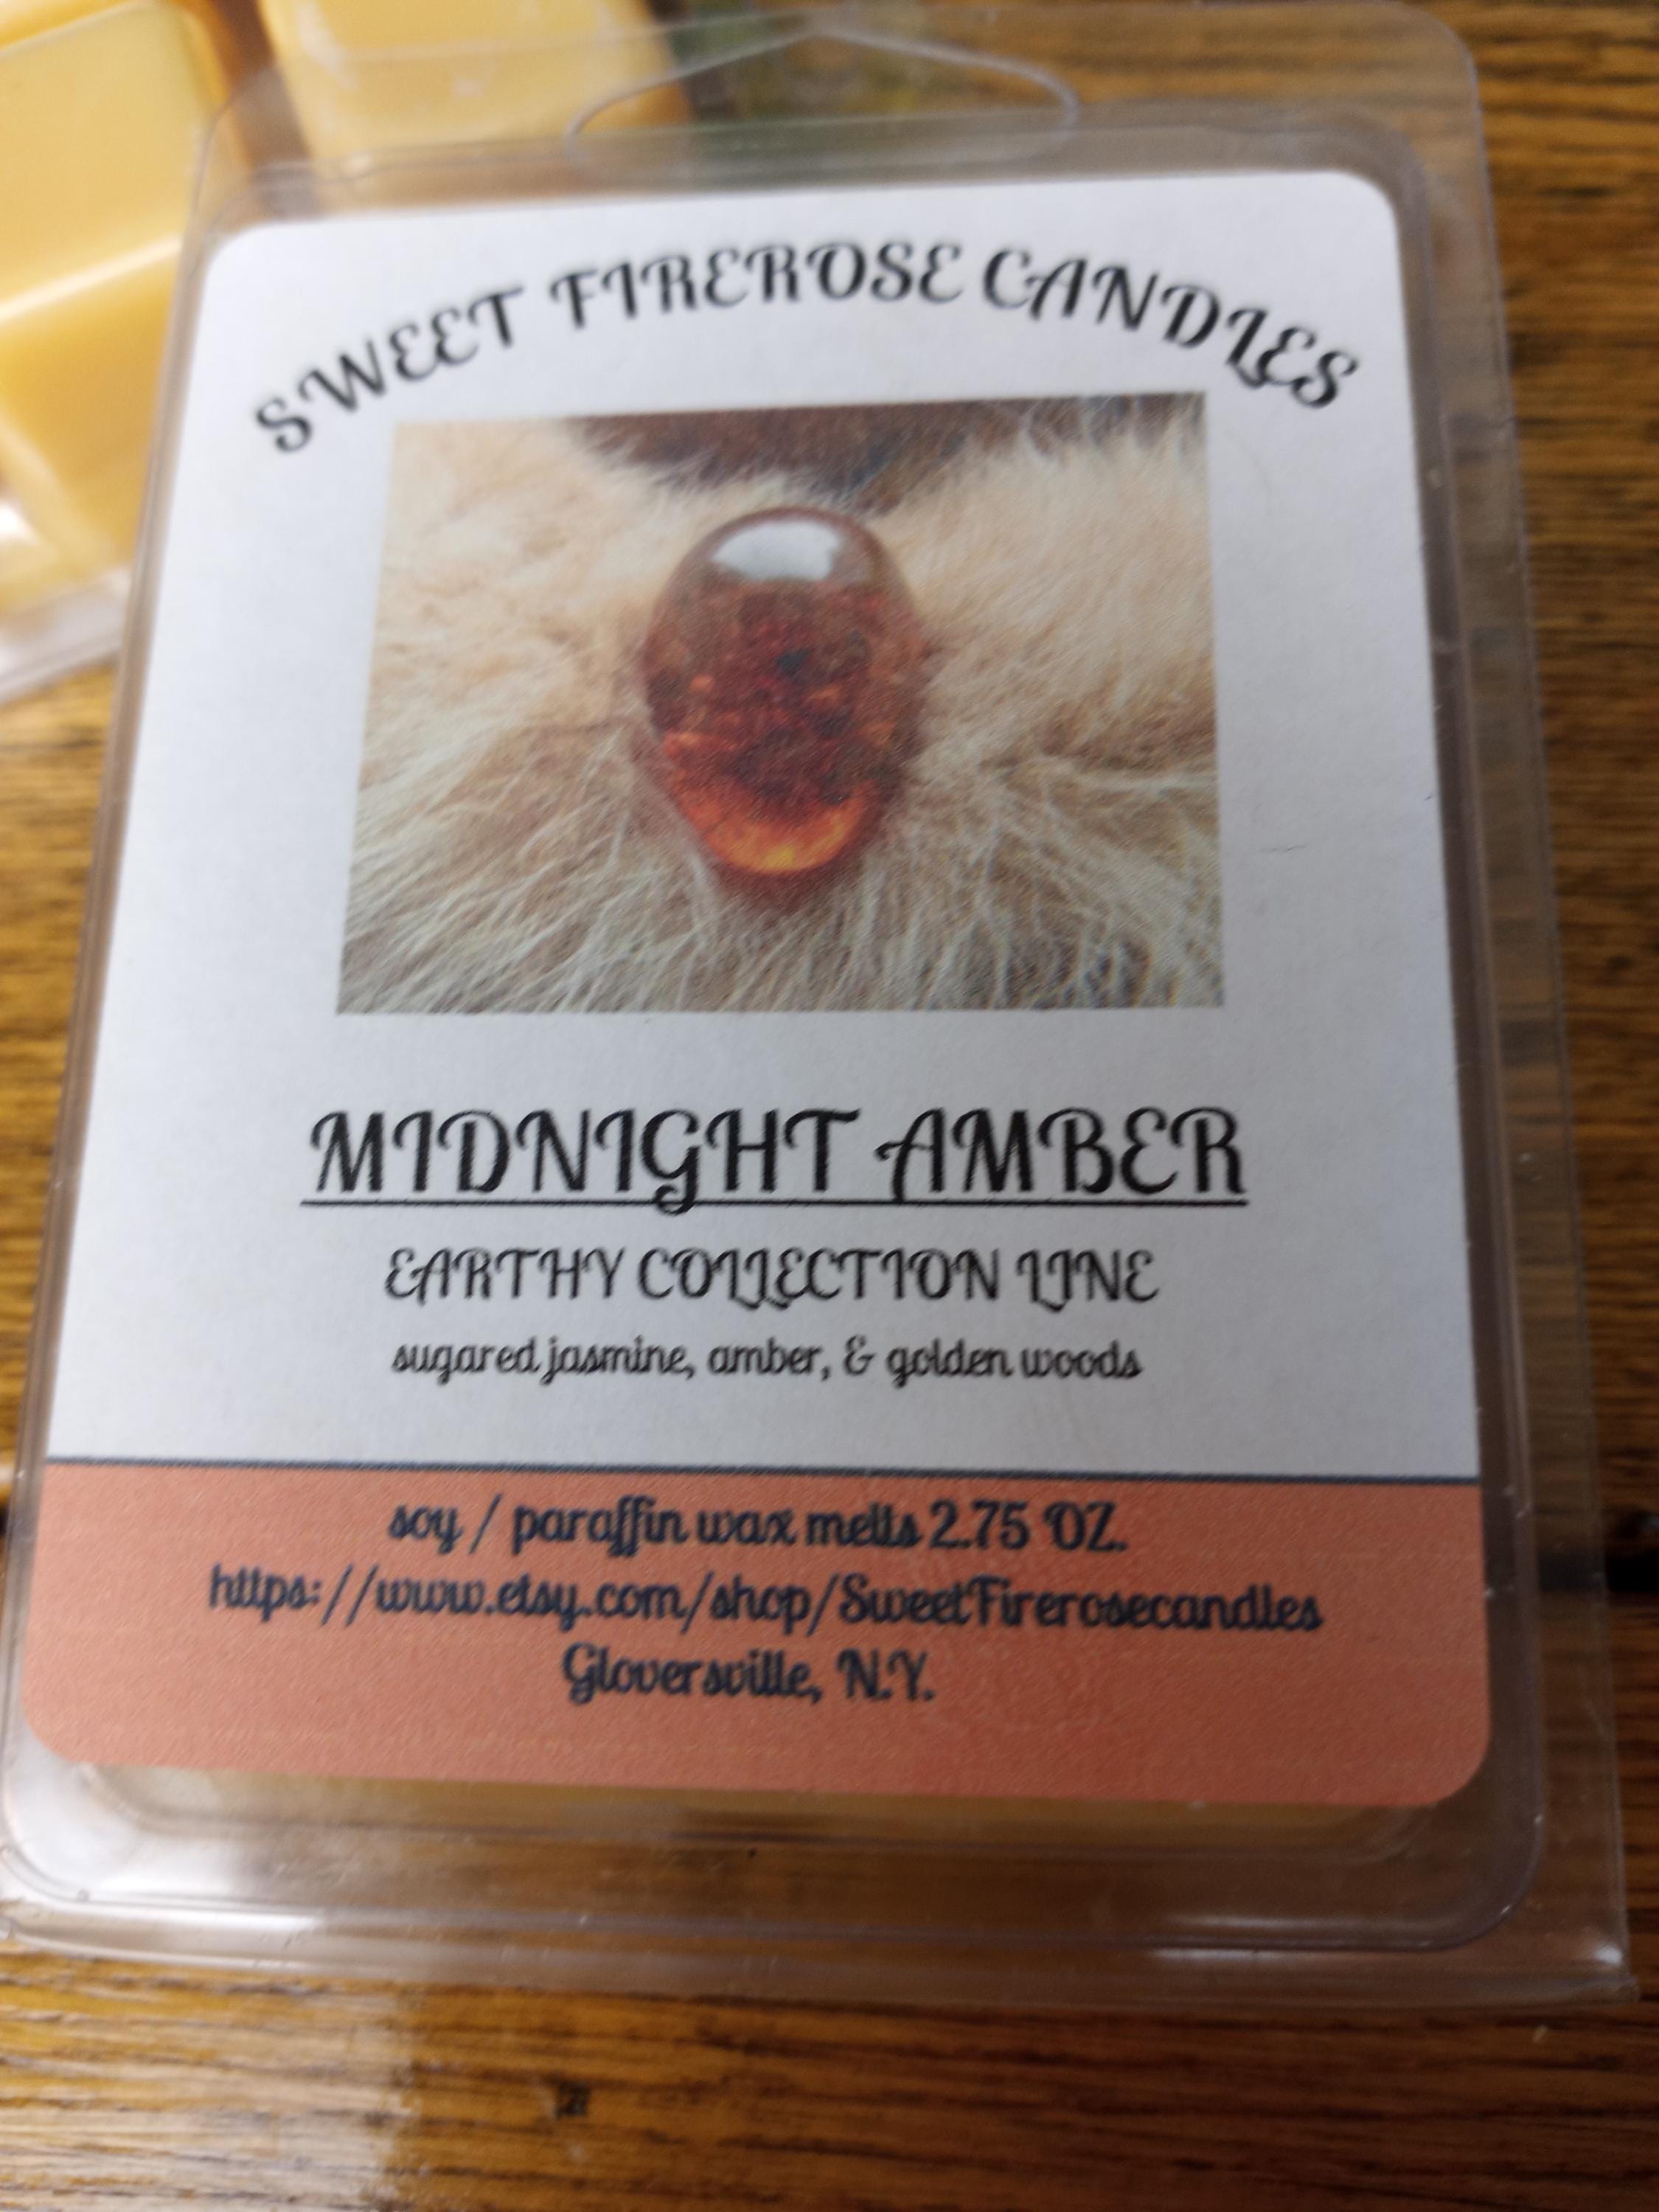 SWEET FIREROSE CANDLES
MIDNIGHT AMBER
EARTHY COLLECTION LINE
sugared jasmine, amber, & golden woods
soy / paraffin wax melts 2.75 OZ.
https://www.etsy.com/shop/SweetFirerosecandles
Gloversville, N.Y.